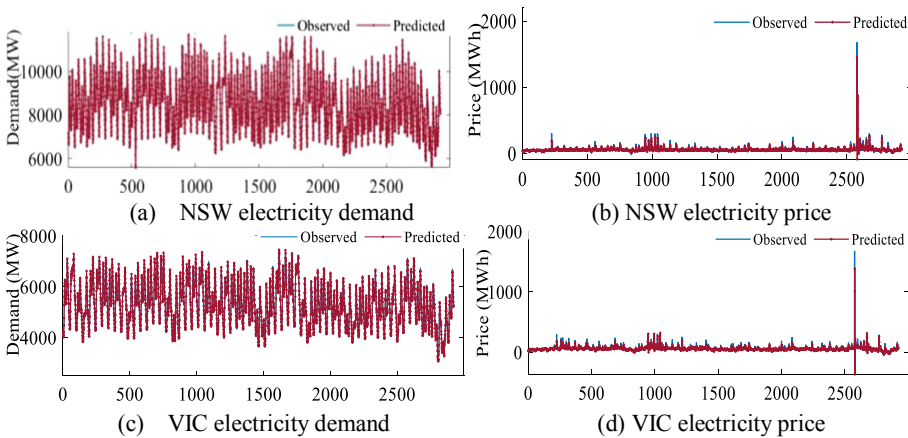 Observed Predicted
Demand(MW)
10000
8000
6000
0 500 1000 1500 2000 2500
(a) NSW electricity demand
Observed Predicted
Price (MWh)
2000
1000
0
0 500 1000 1500 2000 2500
(b) NSW electricity price
Observed Predicted
Demand (MW)
8000
6000
4000
0 500 1000 1500 2000 2500
(c) VIC electricity demand
Observed Predicted
Price (MWh)
2000
1000
0
0 500 1000 1500 2000 2500
(d) VIC electricity price